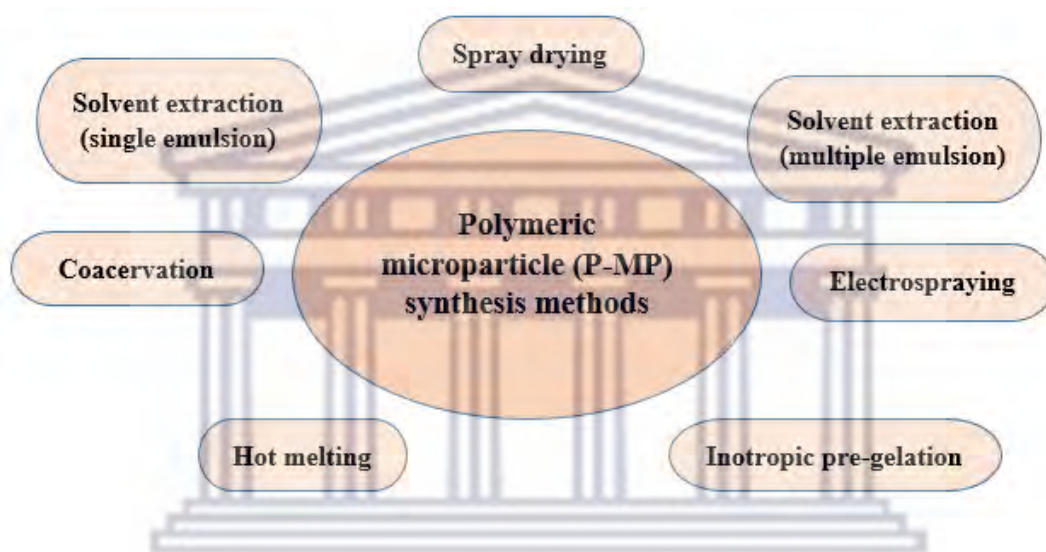 Spray drying
Solvent extraction
(single emulsion)
Solvent extraction
(multiple emulsion)
Polymeric
microparticle (P-MP)
synthesis methods
Coacervation
Electrospraying
Hot melting
Inotropic pre-gelation